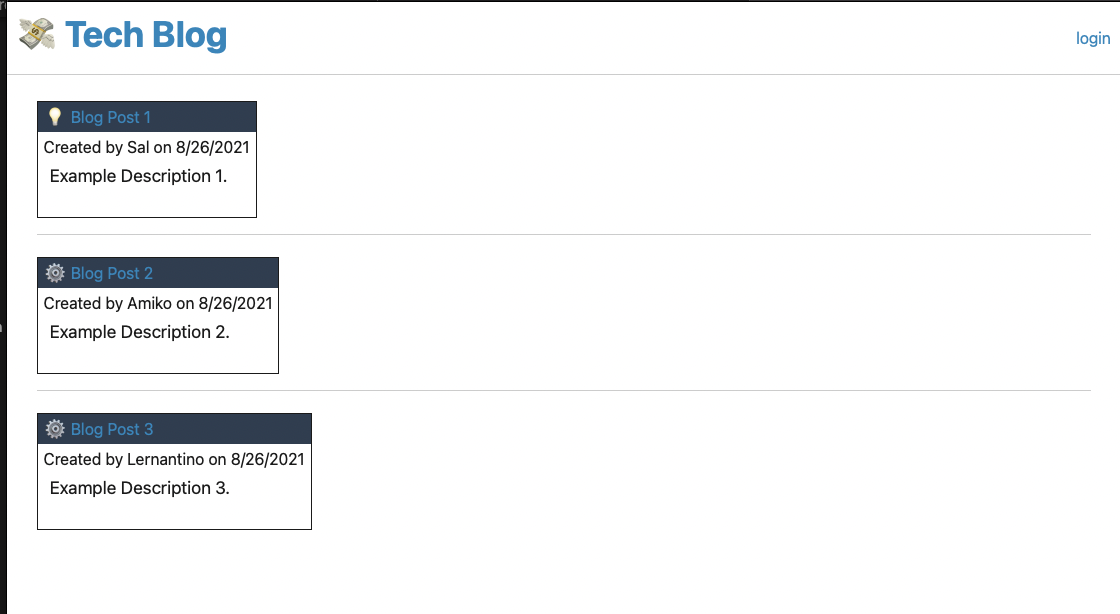 Tech Blog
login
Blog Post 1
Created by Sal on 8/26/2021
Example Description 1.
Blog Post 2
Created by Amiko on 8/26/2021
Example Description 2.
Blog Post 3
Created by Lernantino on 8/26/2021
Example Description 3.